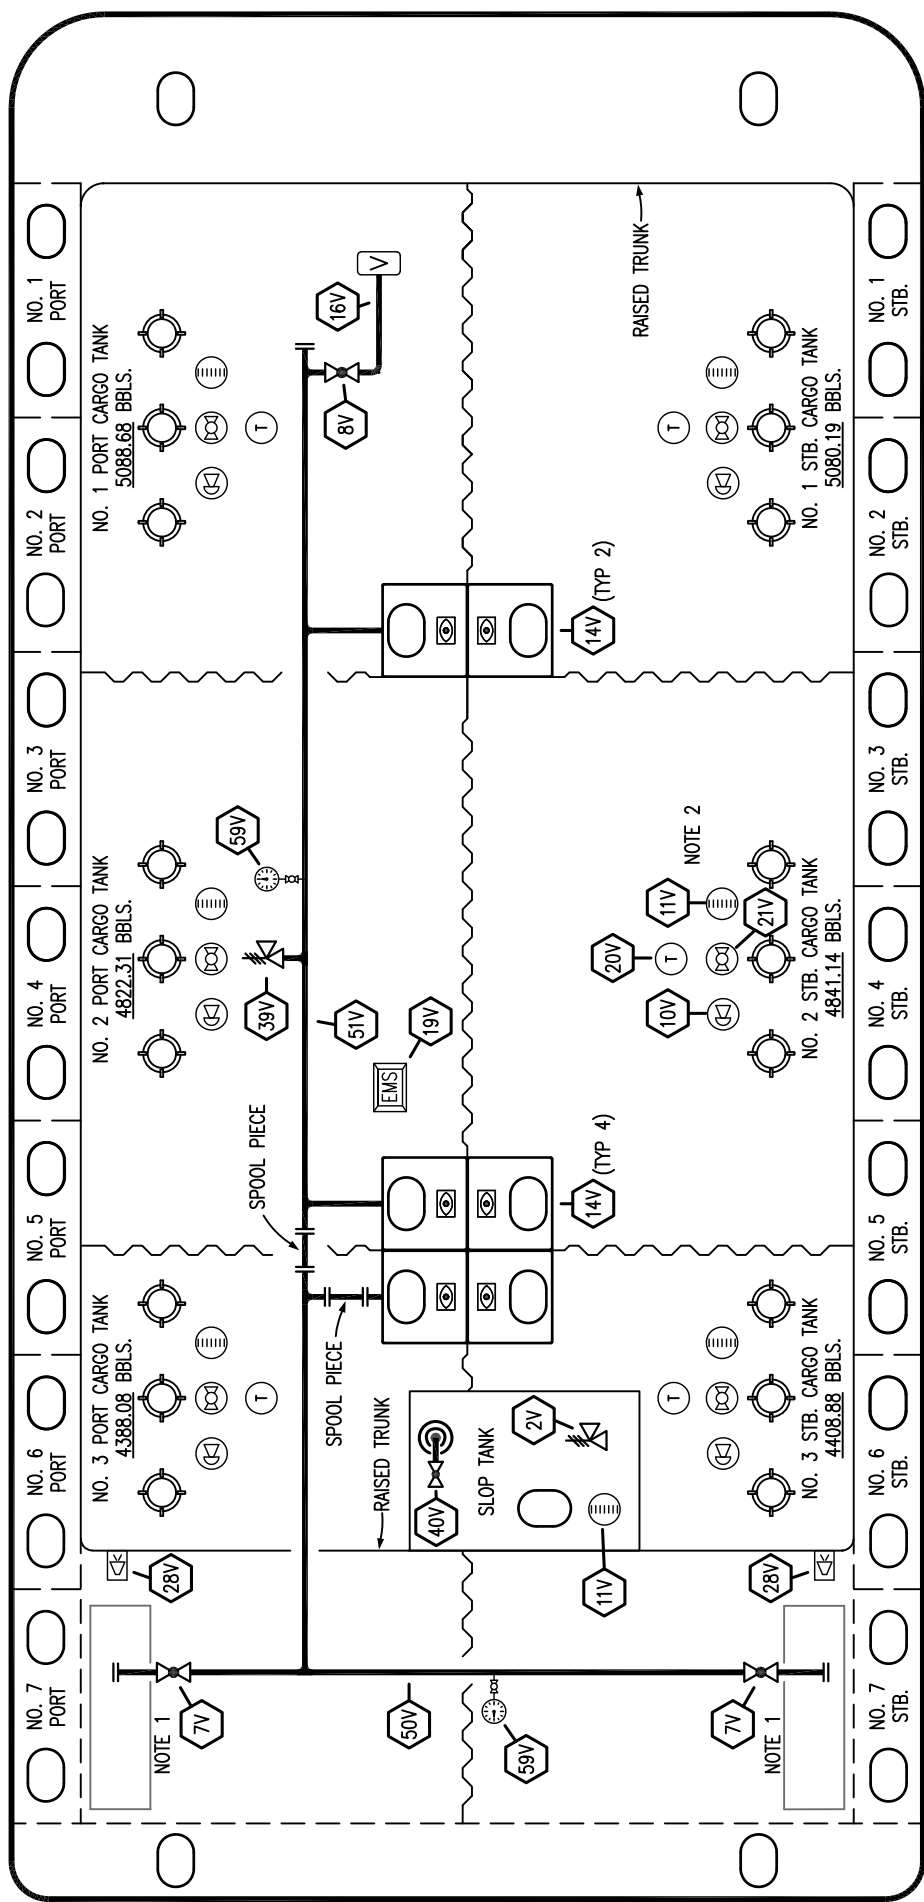 NO. 7
PORT
NO. 6
PORT
NO. 5
PORT
NO. 4
PORT
NO. 3
PORT
NO. 2
PORT
NO. 1
PORT
NO. 3 PORT CARGO TANK
4388.08 BBLS.
NO. 2 PORT CARGO TANK
4822.31 BBLS.
NO. 1 PORT CARGO TANK
5088.68 BBLS.
NOTE 1
28V
7V
T
SPOOL PIECE
39V
59V
T
8V
16V
V
SPOOL PIECE
RAISED TRUNK
51V
EMS
19V
50V
40V
SLOP TANK
2V
11V
59V
14V
(TYP 4)
14V
(TYP 2)
RAISED TRUNK
T
20V
T
11V
NOTE 2
T
10V
21V
7V
NOTE 1
28V
NO. 3 STB. CARGO TANK
4408.88 BBLS.
NO. 2 STB. CARGO TANK
4841.14 BBLS.
NO. 1 STB. CARGO TANK
5080.19 BBLS.
NO. 7
STB.
NO. 6
STB.
NO. 5
STB.
NO. 4
STB.
NO. 3
STB.
NO. 2
STB.
NO. 1
STB.